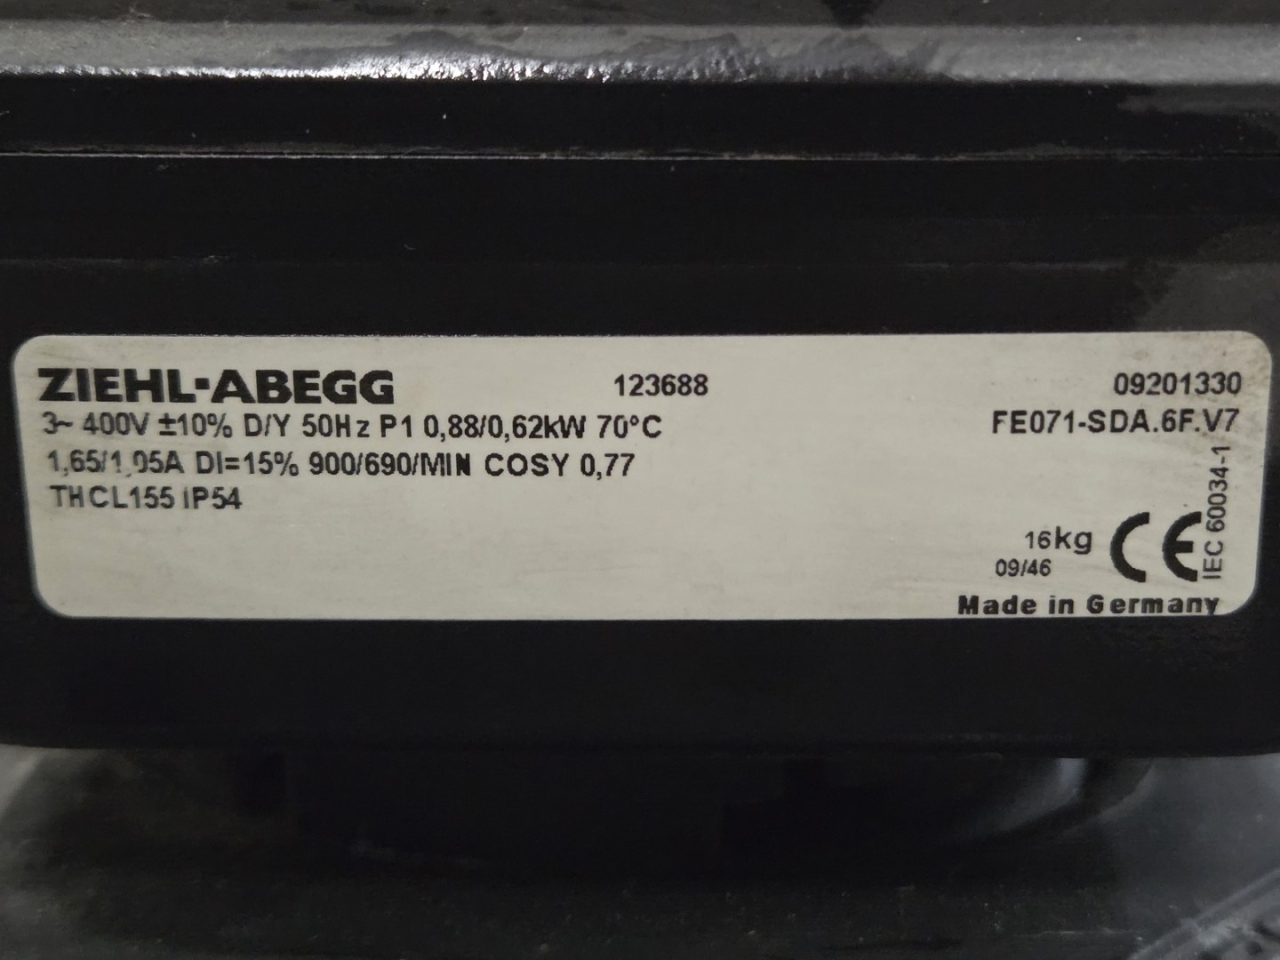 ZIEHL-ABEGG 123688 09201330
3~ 400V ±10% D/Y 50Hz P1 0,88/0,62kW 70°C FE071-SDA.6F.V7
1,65/1,05A DI=15% 900/690/MIN COSY 0,77
THCL155 IP54
IEC 60034-1
16kg CE
09/46
Made in Germany